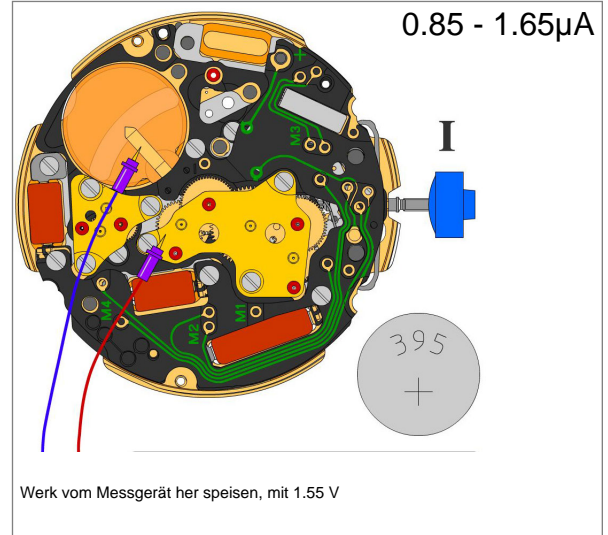 0.85 - 1.65µA
+
M3
I
M4
M2
M1
395
+
Werk vom Messgerät her speisen, mit 1.55 V